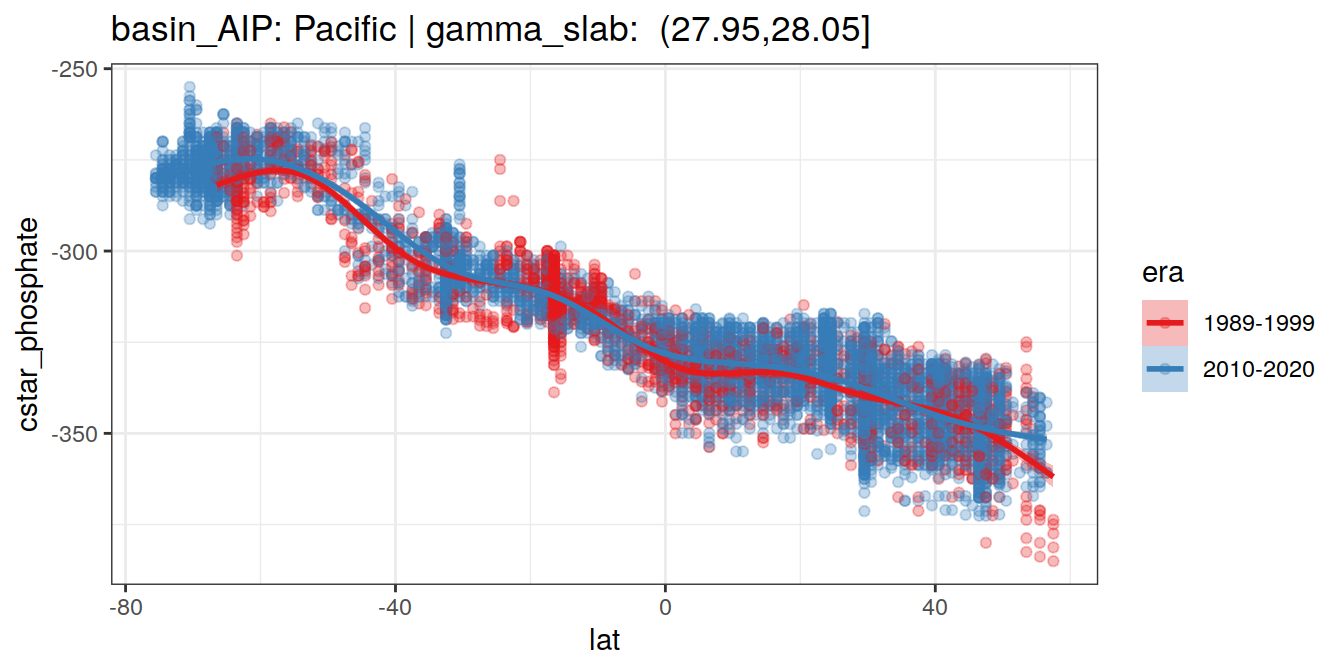 basin_AIP: Pacific | gamma_slab:  (27.95,28.05]
-250
-300
-350
cstar_phosphate
-80
-40
0
40
lat
era
1989-1999
2010-2020